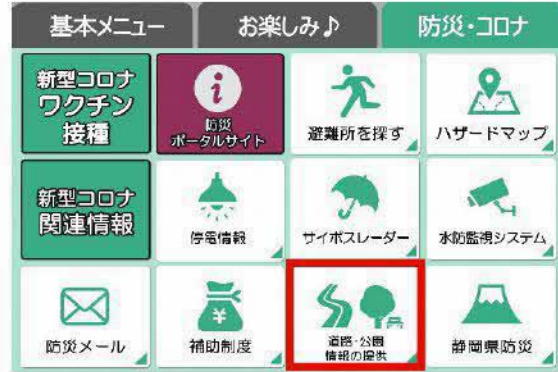 基本メニュー
お楽しみ♪
防災・コロナ
新型コロナ
ワクチン
接種
防災
ポータルサイト
避難所を探す
ハザードマップ
新型コロナ
関連情報
停電情報
サイポスレーダー
水防監視システム
防災メール
¥
補助制度
道路・公園
情報の提供
静岡県防災